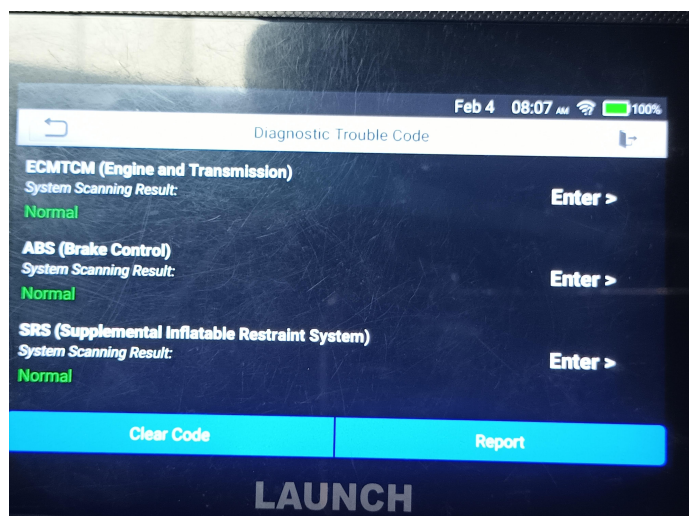 Feb 4 08:07 AM 100%
Diagnostic Trouble Code
ECMTCM (Engine and Transmission)
System Scanning Result:
Enter >
Normal
ABS (Brake Control)
System Scanning Result:
Enter >
Normal
SRS (Supplemental Inflatable Restraint System)
System Scanning Result:
Enter >
Normal
Clear Code Report
LAUNCH